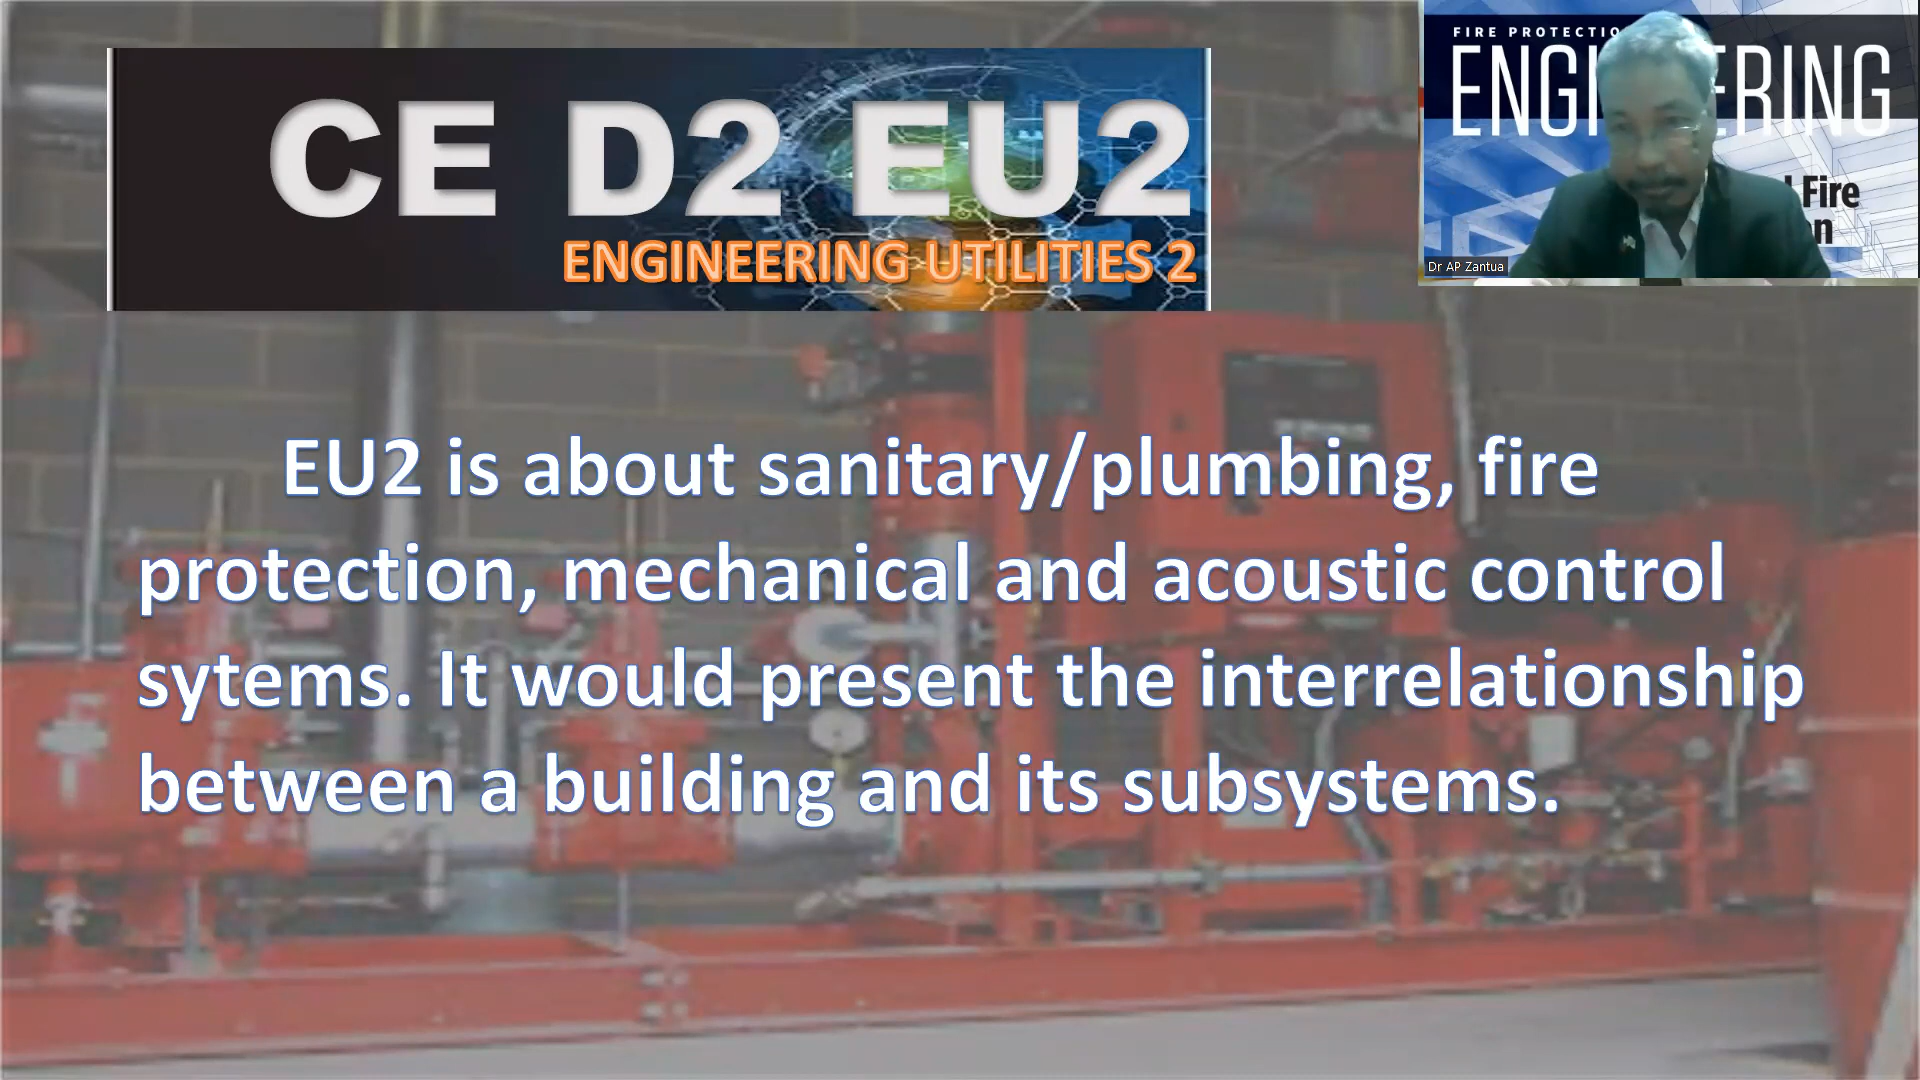 CE D2 EU2
ENGINEERING UTILITIES 2
FIRE PROTECTIO
ENGI ERING
Fire
n
Dr AP Zantua
EU2 is about sanitary/plumbing, fire
protection, mechanical and acoustic control
sytems. It would present the interrelationship
between a building and its subsystems.